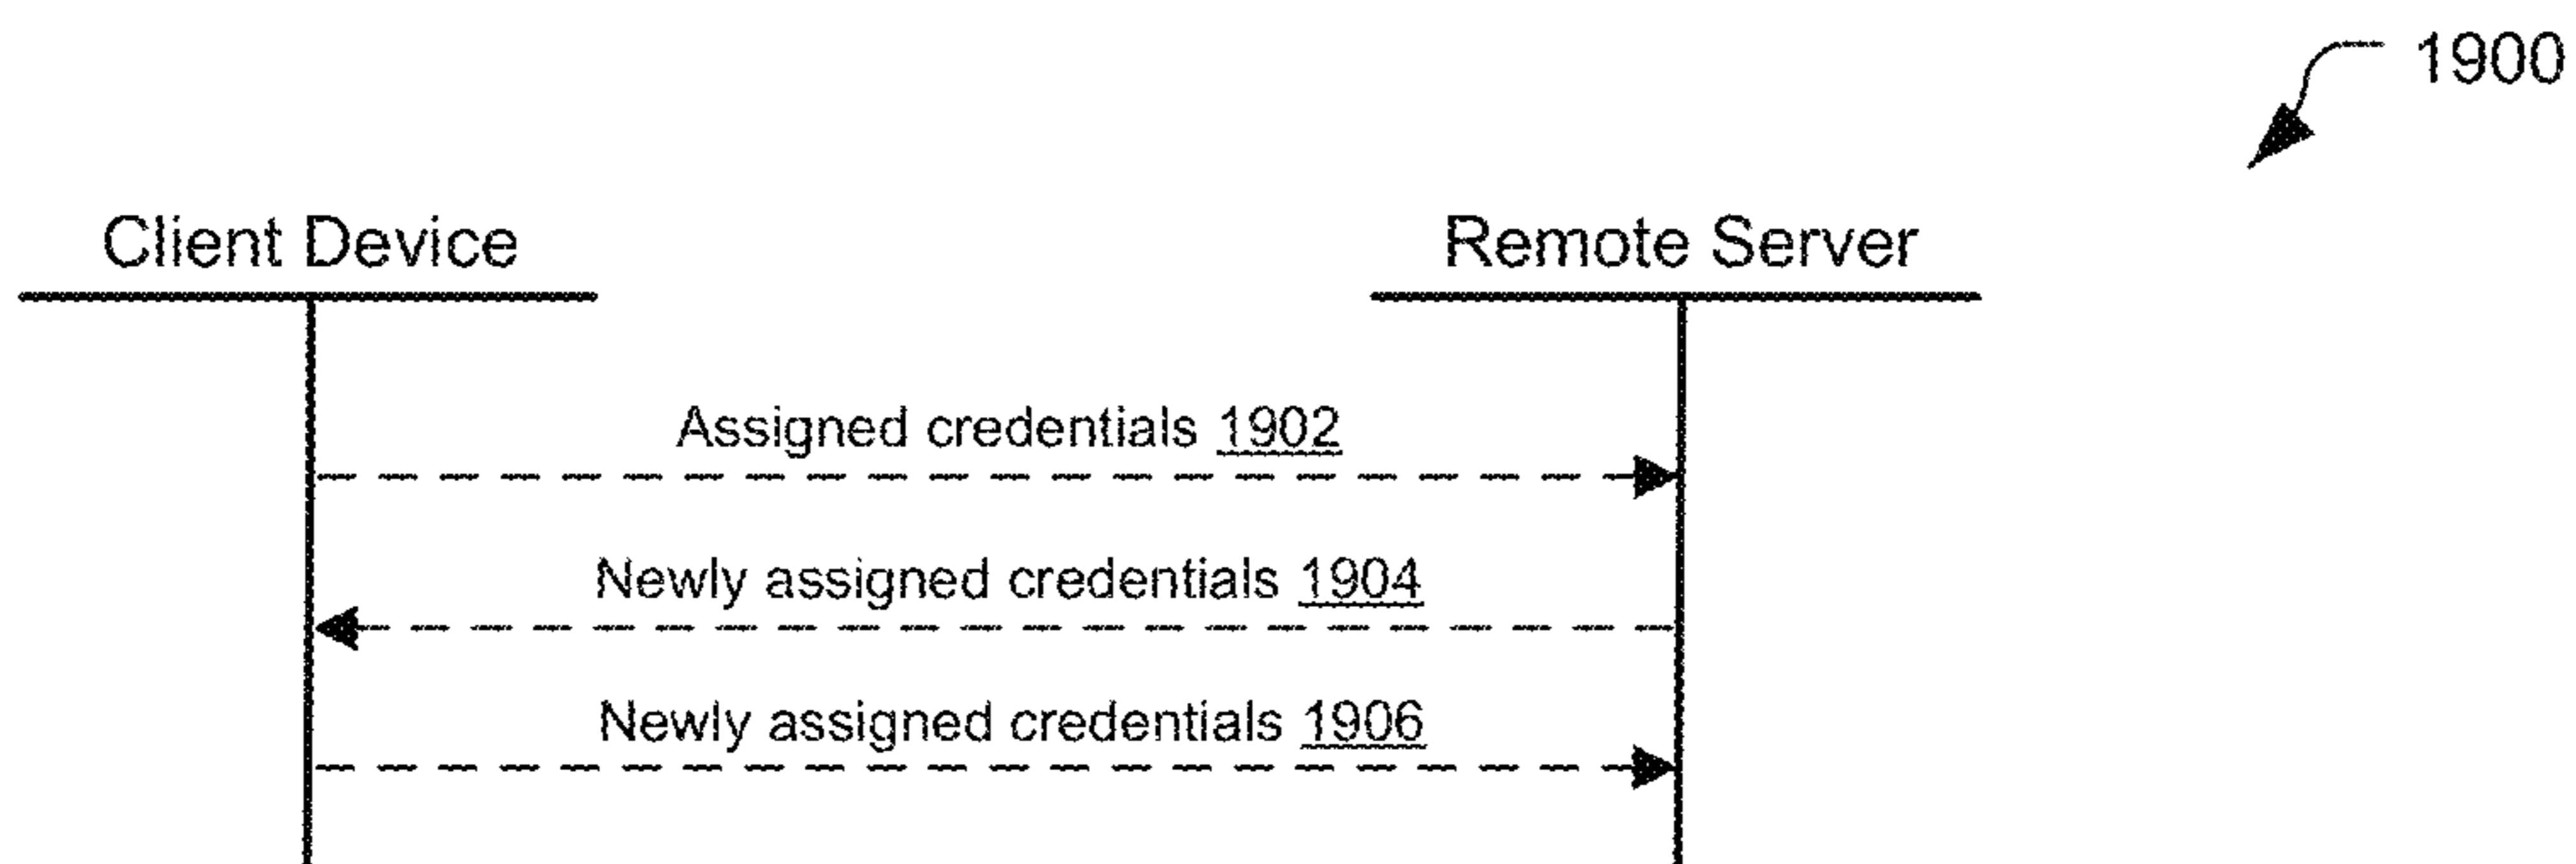 1900
Client Device
Remote Server
Assigned credentials 1902
Newly assigned credentials 1904
Newly assigned credentials 1906